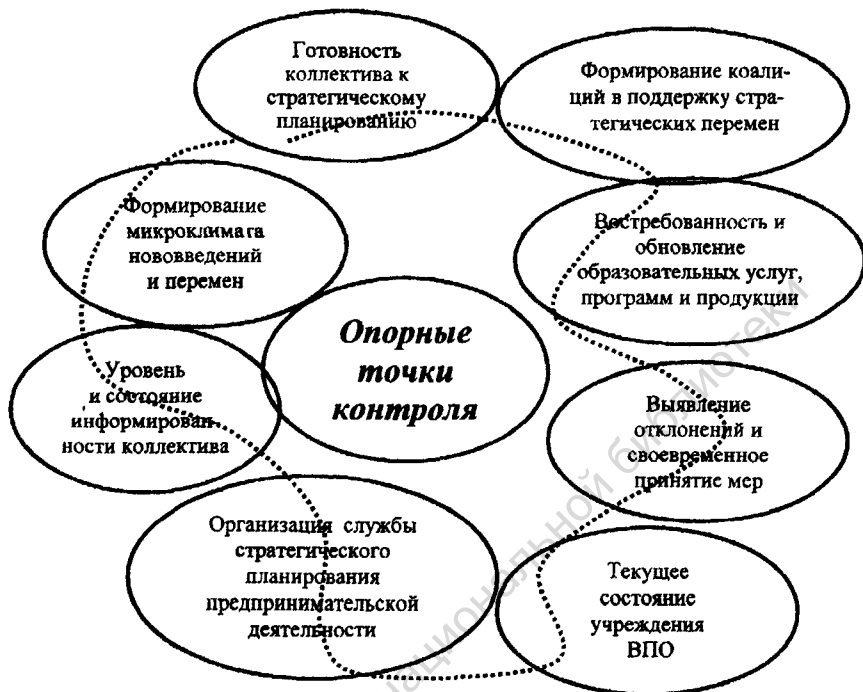 Готовность
коллектива к
стратегическому
планированию
Формирование коали-
ций в поддержку стра-
тегических перемен
Формирование
микроклимата
нововведений
и перемен
Востребованность и
обновление
образовательных услуг,
программ и продукции
Опорные
точки
контроля
Уровень
и состояние
информирован-
ности коллектива
Выявление
отклонений и
своевременное
принятие мер
Организация службы
стратегического
планирования
предпринимательской
деятельности
Текущее
состояние
учреждения
ВПО
библиотеки